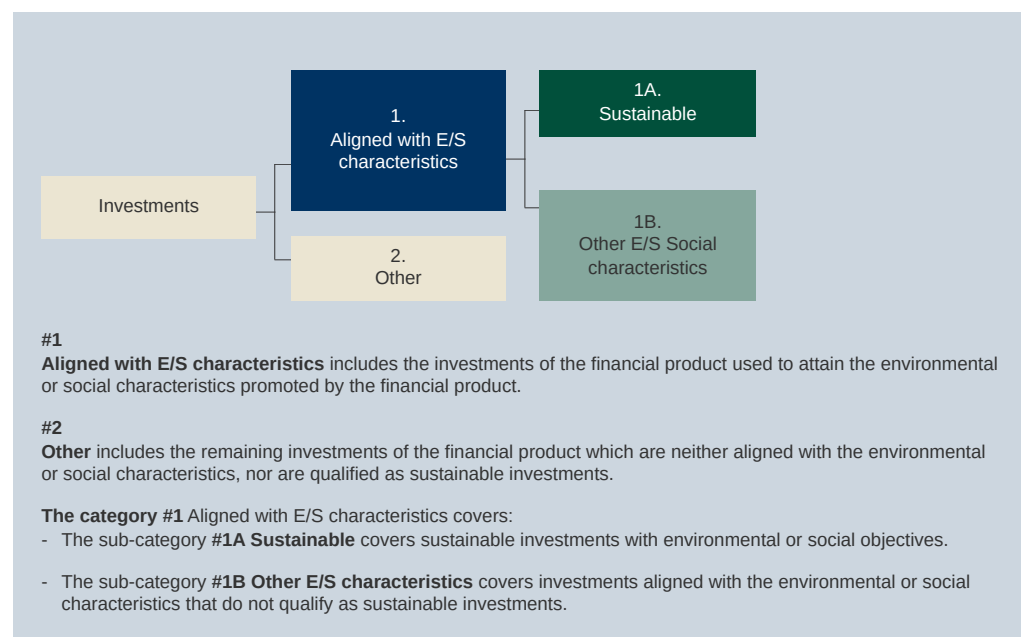 1.
Aligned with E/S
characteristics
1A.
Sustainable
Investments
1B.
Other E/S Social
characteristics
2.
Other
#1
Aligned with E/S characteristics includes the investments of the financial product used to attain the environmental
or social characteristics promoted by the financial product.
#2
Other includes the remaining investments of the financial product which are neither aligned with the environmental
or social characteristics, nor are qualified as sustainable investments.
The category #1 Aligned with E/S characteristics covers:
- The sub-category #1A Sustainable covers sustainable investments with environmental or social objectives.
- The sub-category #1B Other E/S characteristics covers investments aligned with the environmental or social
characteristics that do not qualify as sustainable investments.